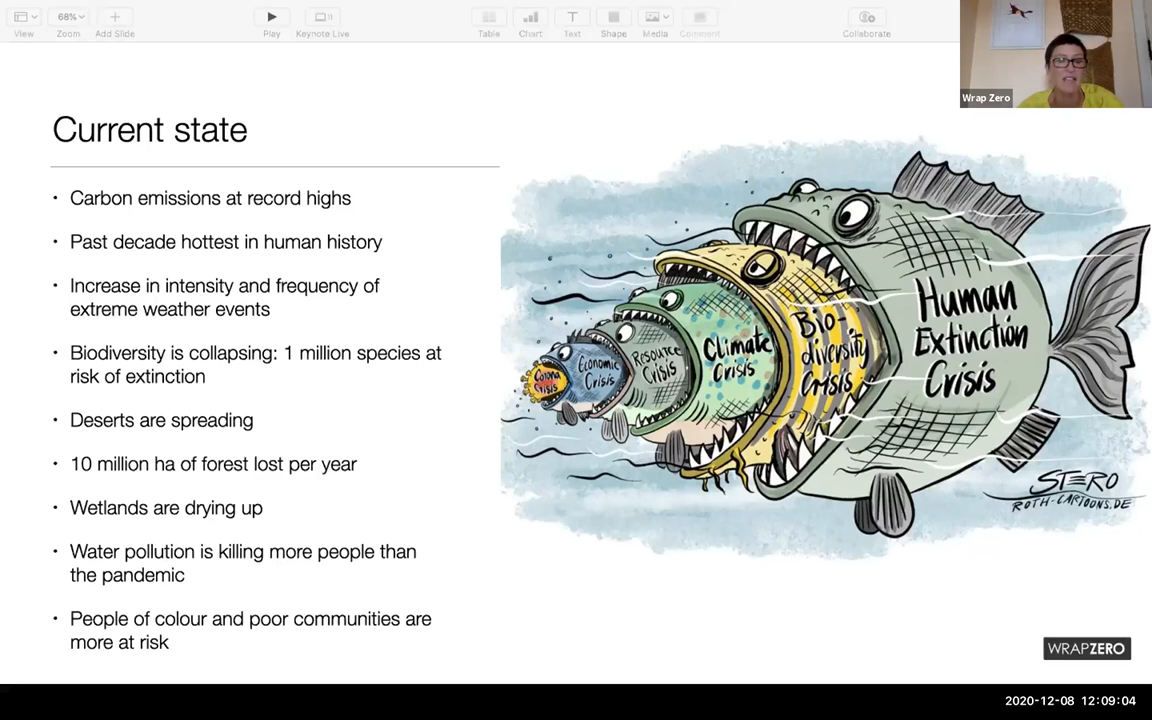 68%
View
Zoom
Add Slide
Play
Keynote Live
Table
Chart
Text
Shape
Media
Comment
Collaborate
Wrap Zero
Current state
• Carbon emissions at record highs
• Past decade hottest in human history
• Increase in intensity and frequency of
extreme weather events
• Biodiversity is collapsing: 1 million species at
risk of extinction
• Deserts are spreading
• 10 million ha of forest lost per year
• Wetlands are drying up
• Water pollution is killing more people than
the pandemic
• People of colour and poor communities are
more at risk
Corona
Crisis
Economic
Crisis
Resource
Crisis
Climate
Crisis
Bio-
diversity
Crisis
Human
Extinction
Crisis
STERO
ROTH-CARTOONS.DE
WRAPZERO
2020-12-08 12:09:04